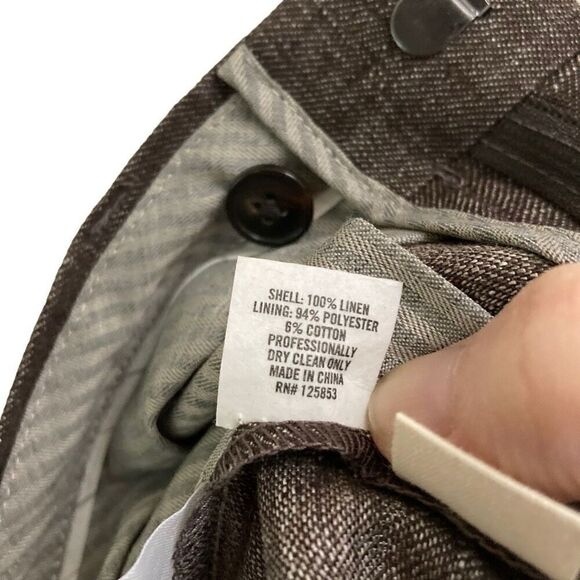 SHELL: 100% LINEN
LINING: 94% POLYESTER
6% COTTON
PROFESSIONALLY
DRY CLEAN ONLY
MADE IN CHINA
RN# 125853